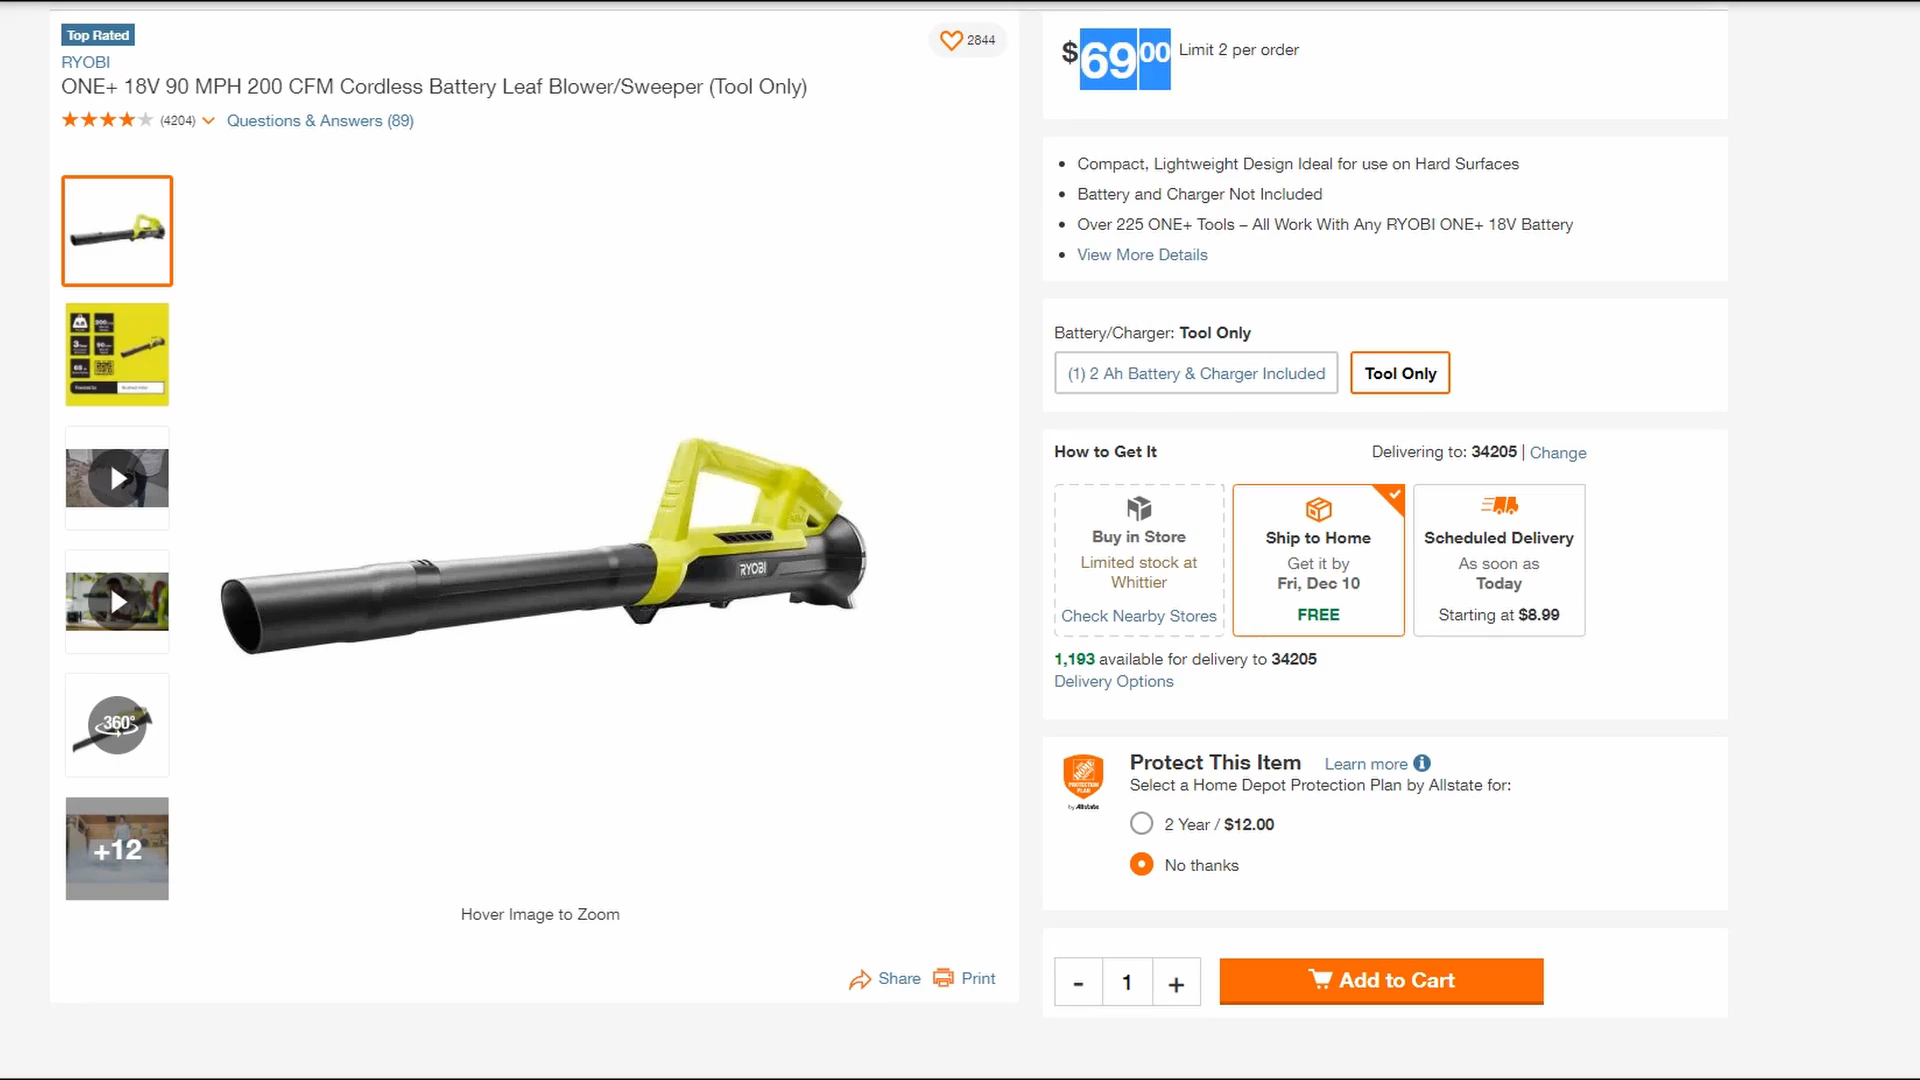 Top Rated
2844
RYOBI
ONE+ 18V 90 MPH 200 CFM Cordless Battery Leaf Blower/Sweeper (Tool Only)
(4204)
Questions & Answers (89)
RYOBI
360°
+12
Hover Image to Zoom
Share
Print
$6900
Limit 2 per order
• Compact, Lightweight Design Ideal for use on Hard Surfaces
• Battery and Charger Not Included
• Over 225 ONE+ Tools – All Work With Any RYOBI ONE+ 18V Battery
• View More Details
Battery/Charger: Tool Only
(1) 2 Ah Battery & Charger Included
Tool Only
How to Get It
Delivering to: 34205 | Change
Buy in Store
Limited stock at
Whittier
Check Nearby Stores
Ship to Home
Get it by
Fri, Dec 10
FREE
Scheduled Delivery
As soon as
Today
Starting at $8.99
1,193 available for delivery to 34205
Delivery Options
Protect This Item
Learn more
Select a Home Depot Protection Plan by Allstate for:
PROTECTION
PLAN
by Allstate
2 Year / $12.00
No thanks
- 1 +
Add to Cart